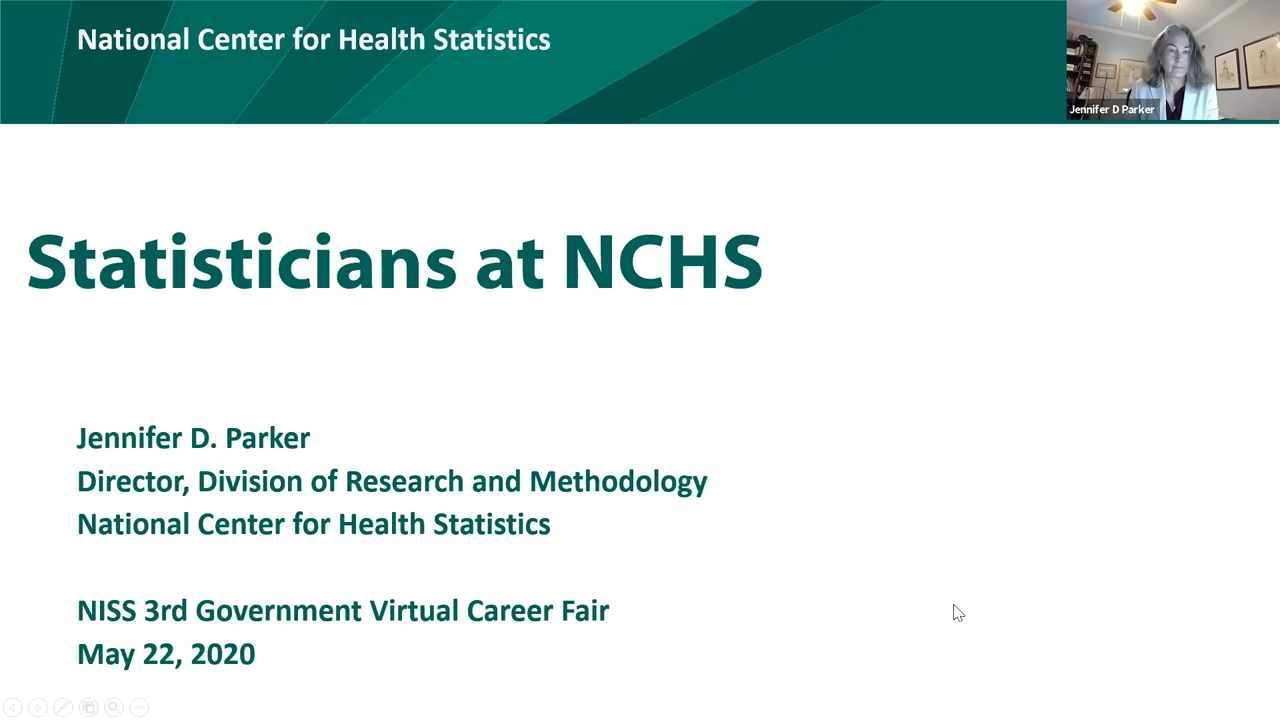 National Center for Health Statistics
Jennifer D Parker
Statisticians at NCHS
Jennifer D. Parker
Director, Division of Research and Methodology
National Center for Health Statistics
NISS 3rd Government Virtual Career Fair
May 22, 2020